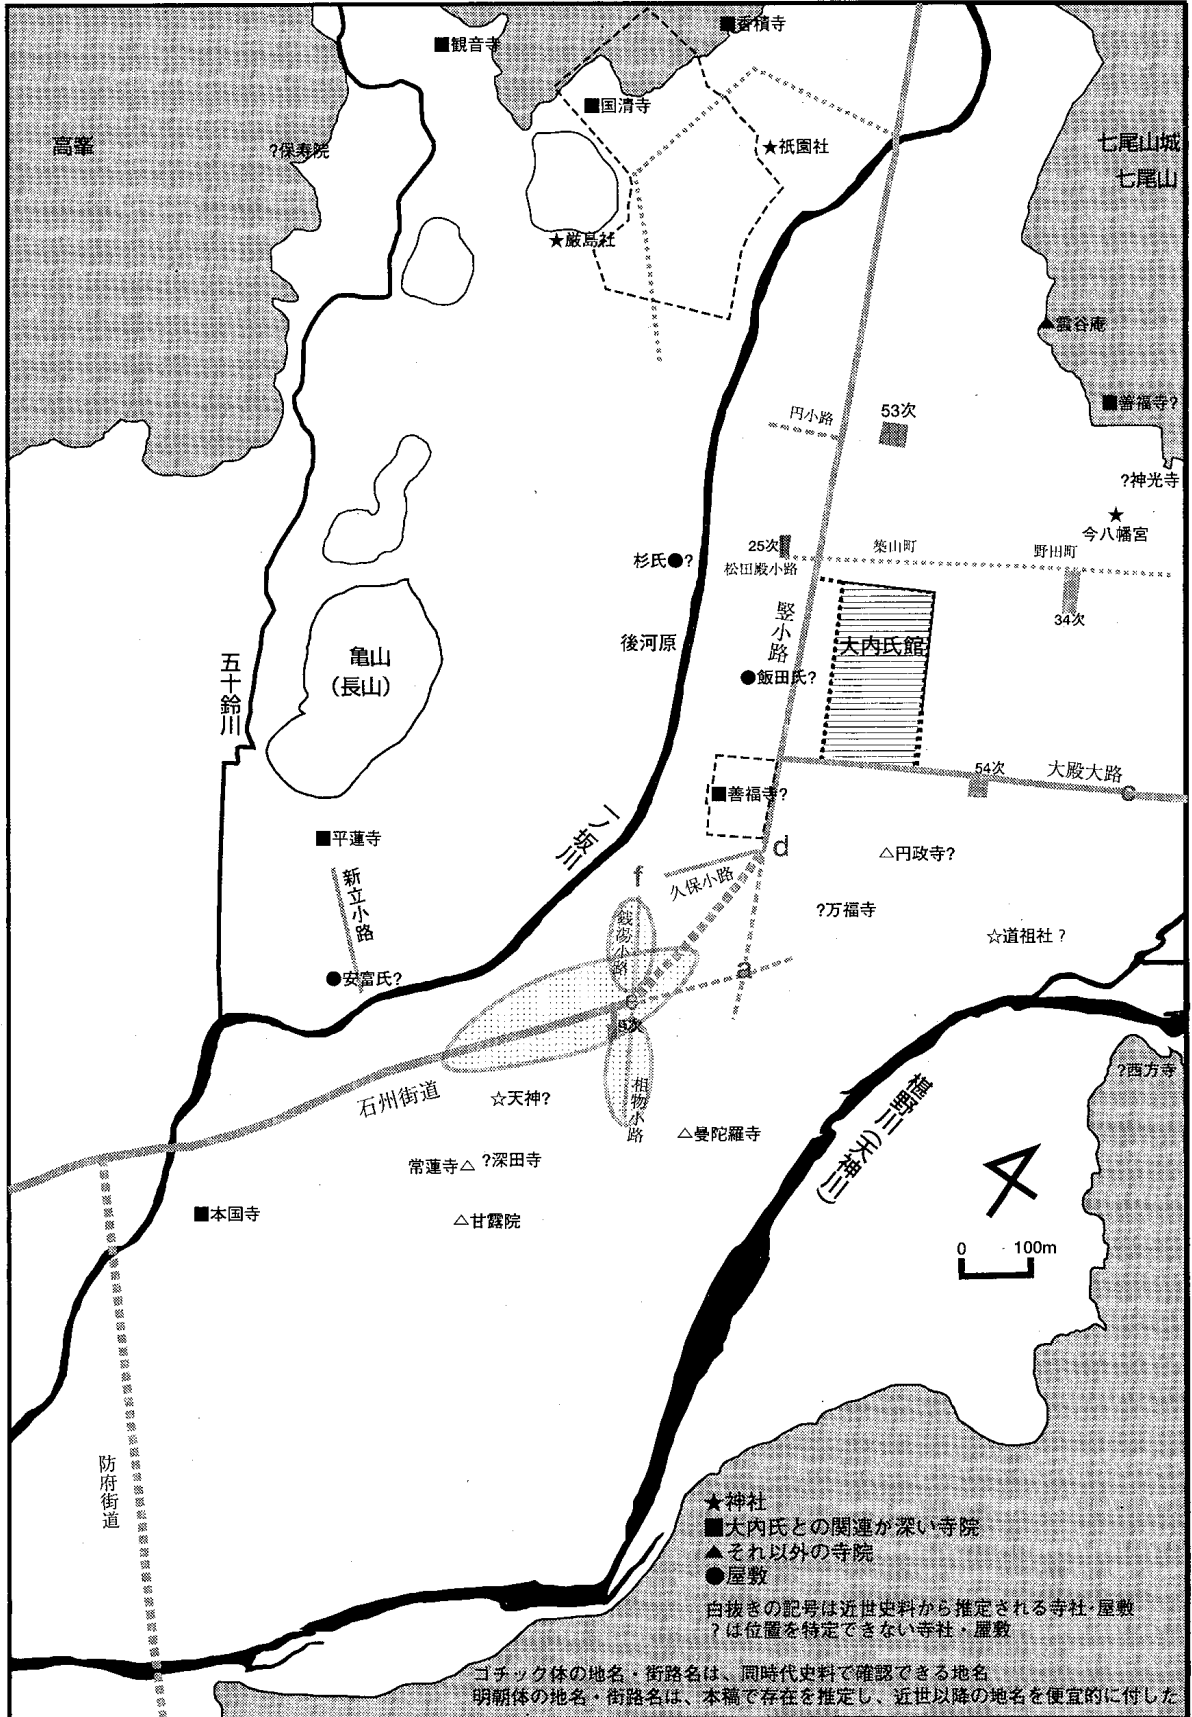 ■香積寺
■観音寺
■国清寺
高峯
?保寿院
★祇園社
七尾山城
七尾山
★厳島社
▲雲谷庵
■善福寺?
円小路
53次
?神光寺
★
今八幡宮
25次
築山町
野田町
杉氏●?
松田殿小路
34次
竪小路
後河原
大内氏館
亀山
(長山)
●飯田氏?
五十鈴川
54次
大殿大路
c
■善福寺?
一ノ坂川
■平蓮寺
d
△円政寺?
新立小路
f
久保小路
銭湯小路
?万福寺
☆道祖社?
●安富氏?
a
e
9次
石州街道
☆天神?
相物小路
?西方寺
椹野川(天神川)
△曼陀羅寺
常蓮寺△
?深田寺
■本国寺
△甘露院
0
100m
防府街道
★神社
■大内氏との関連が深い寺院
▲それ以外の寺院
●屋敷
白抜きの記号は近世史料から推定される寺社・屋敷
?は位置を特定できない寺社・屋敷
ゴチック体の地名・街路名は、同時代史料で確認できる地名
明朝体の地名・街路名は、本稿で存在を推定し、近世以降の地名を便宜的に付した